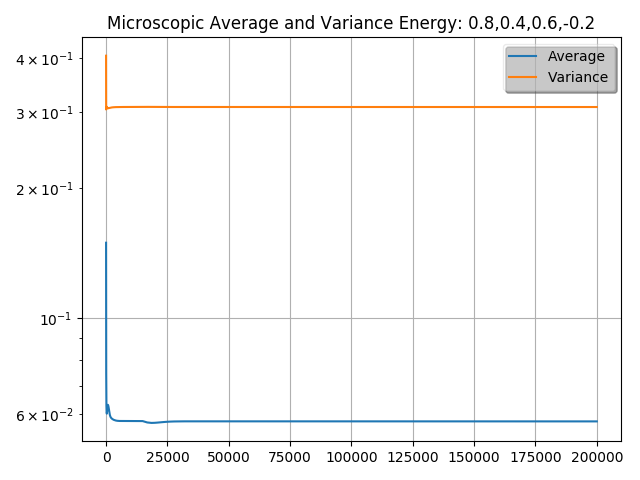 Microscopic Average and Variance Energy: 0.8,0.4,0.6,-0.2
Average
Variance
4 × 10⁻¹
3 × 10⁻¹
2 × 10⁻¹
10⁻¹
6 × 10⁻²
0 25000 50000 75000 100000 125000 150000 175000 200000